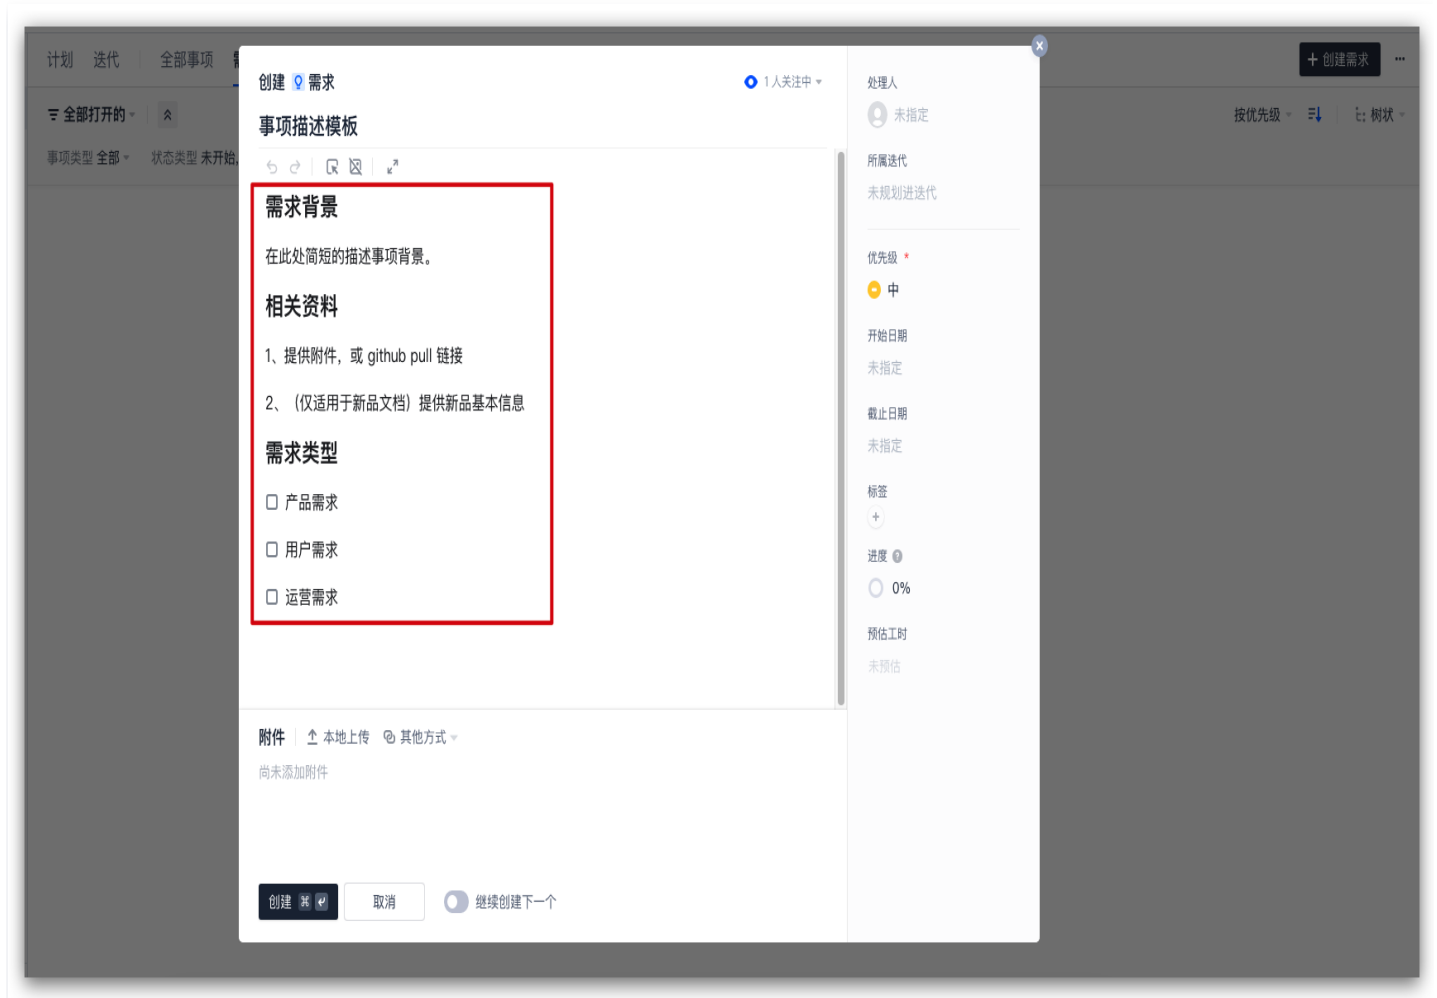 计划 迭代 全部事项
+ 创建需求 ...
全部打开的
按优先级 树状
事项类型 全部 状态类型 未开始,
创建 需求
1 人关注中
事项描述模板
需求背景
在此处简短的描述事项背景。
相关资料
1、提供附件，或 github pull 链接
2、（仅适用于新品文档）提供新品基本信息
需求类型
产品需求
用户需求
运营需求
附件 本地上传 其他方式
尚未添加附件
创建 ⌘ ↵ 取消 继续创建下一个
处理人
未指定
所属迭代
未规划进迭代
优先级 *
中
开始日期
未指定
截止日期
未指定
标签
+
进度 ?
0%
预估工时
未预估